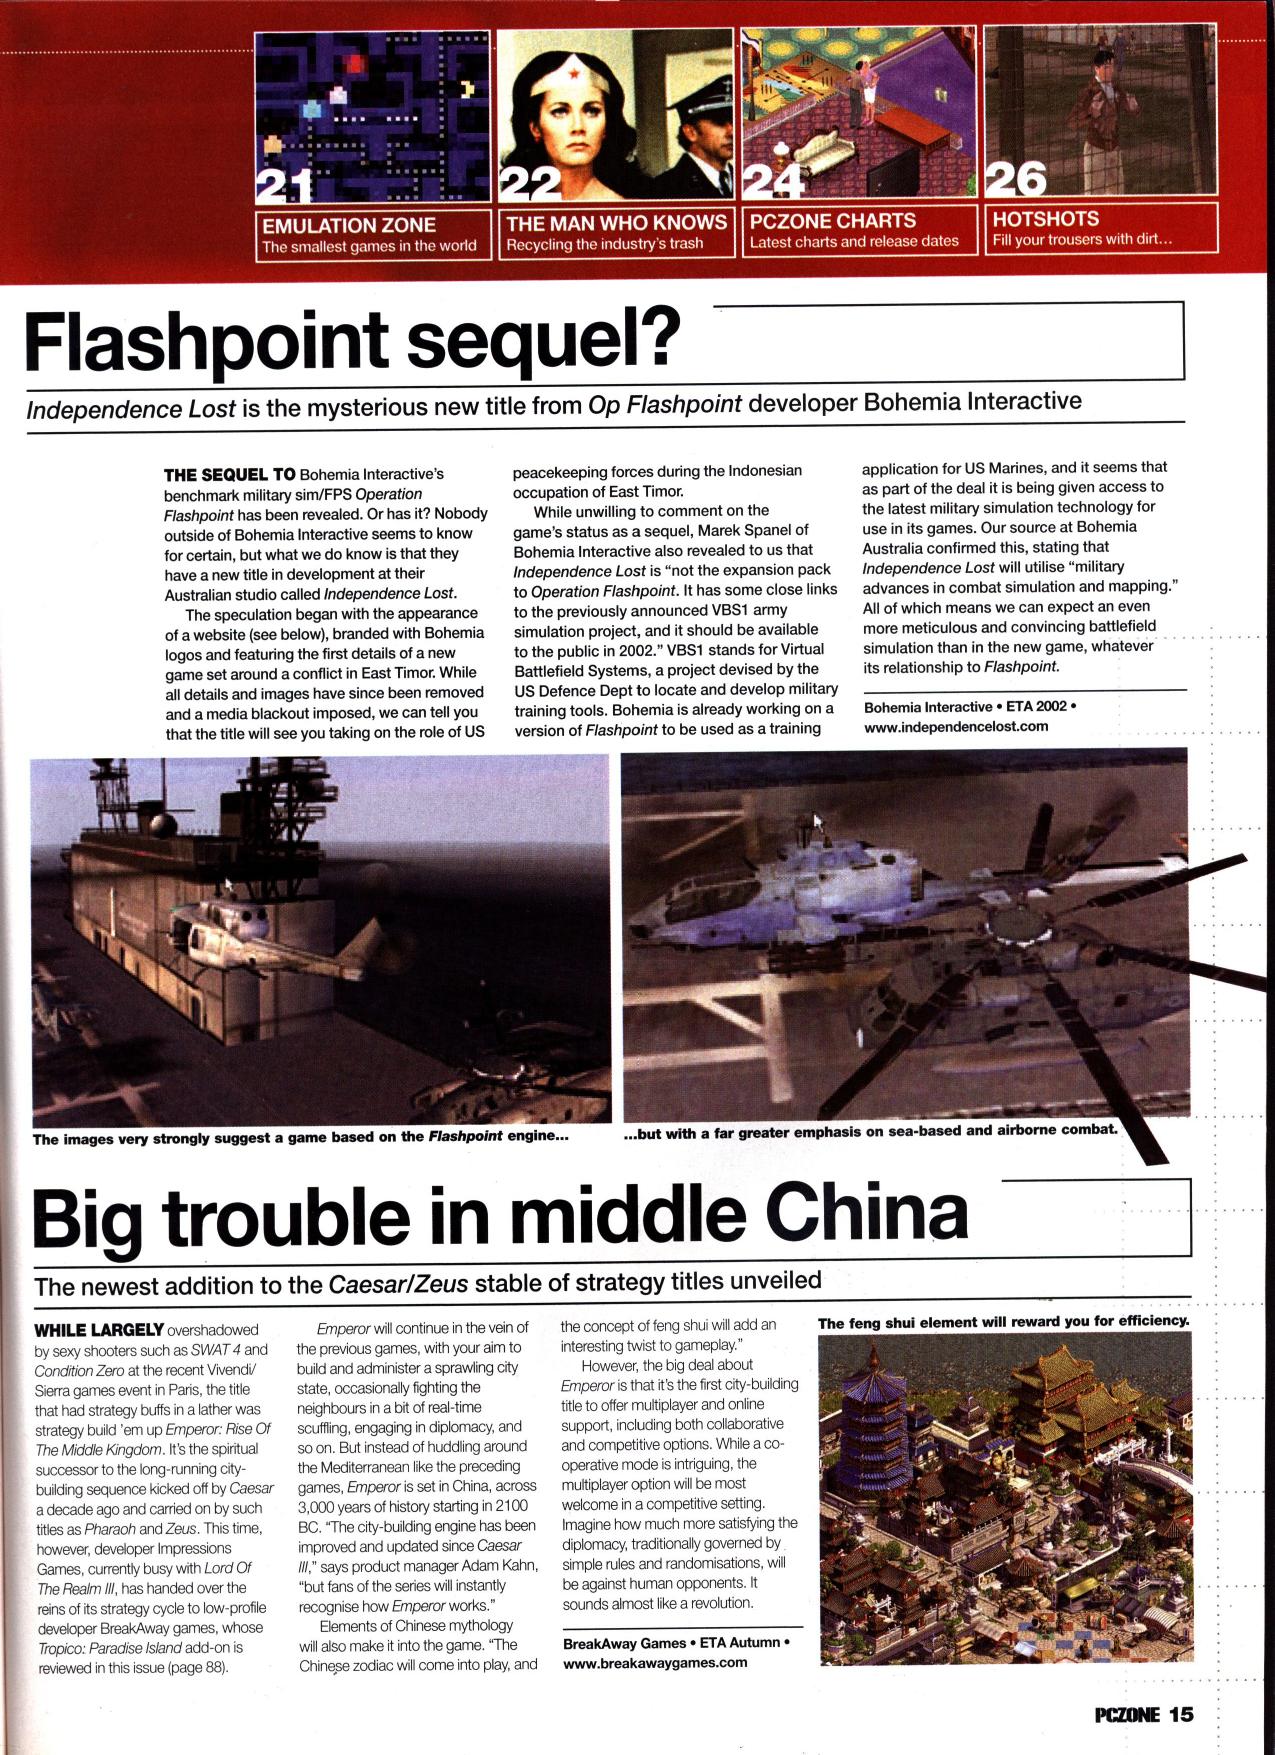 21
EMULATION ZONE
The smallest games in the world
22
THE MAN WHO KNOWS
Recycling the industry's trash
24
PCZONE CHARTS
Latest charts and release dates
26
HOTSHOTS
Fill your trousers with dirt...
Flashpoint sequel?
Independence Lost is the mysterious new title from Op Flashpoint developer Bohemia Interactive
THE SEQUEL TO Bohemia Interactive's
benchmark military sim/FPS Operation
Flashpoint has been revealed. Or has it? Nobody
outside of Bohemia Interactive seems to know
for certain, but what we do know is that they
have a new title in development at their
Australian studio called Independence Lost.
The speculation began with the appearance
of a website (see below), branded with Bohemia
logos and featuring the first details of a new
game set around a conflict in East Timor. While
all details and images have since been removed
and a media blackout imposed, we can tell you
that the title will see you taking on the role of US
peacekeeping forces during the Indonesian
occupation of East Timor.
While unwilling to comment on the
game's status as a sequel, Marek Spanel of
Bohemia Interactive also revealed to us that
Independence Lost is "not the expansion pack
to Operation Flashpoint. It has some close links
to the previously announced VBS1 army
simulation project, and it should be available
to the public in 2002." VBS1 stands for Virtual
Battlefield Systems, a project devised by the
US Defence Dept to locate and develop military
training tools. Bohemia is already working on a
version of Flashpoint to be used as a training
application for US Marines, and it seems that
as part of the deal it is being given access to
the latest military simulation technology for
use in its games. Our source at Bohemia
Australia confirmed this, stating that
Independence Lost will utilise "military
advances in combat simulation and mapping."
All of which means we can expect an even
more meticulous and convincing battlefield
simulation than in the new game, whatever
its relationship to Flashpoint.
Bohemia Interactive • ETA 2002 •
www.independencelost.com
The images very strongly suggest a game based on the Flashpoint engine...
...but with a far greater emphasis on sea-based and airborne combat.
Big trouble in middle China
The newest addition to the Caesar/Zeus stable of strategy titles unveiled
WHILE LARGELY overshadowed
by sexy shooters such as SWAT 4 and
Condition Zero at the recent Vivendi/
Sierra games event in Paris, the title
that had strategy buffs in a lather was
strategy build 'em up Emperor: Rise Of
The Middle Kingdom. It's the spiritual
successor to the long-running city-
building sequence kicked off by Caesar
a decade ago and carried on by such
titles as Pharaoh and Zeus. This time,
however, developer Impressions
Games, currently busy with Lord Of
The Realm III, has handed over the
reins of its strategy cycle to low-profile
developer BreakAway games, whose
Tropico: Paradise Island add-on is
reviewed in this issue (page 88).
Emperor will continue in the vein of
the previous games, with your aim to
build and administer a sprawling city
state, occasionally fighting the
neighbours in a bit of real-time
scuffling, engaging in diplomacy, and
so on. But instead of huddling around
the Mediterranean like the preceding
games, Emperor is set in China, across
3,000 years of history starting in 2100
BC. "The city-building engine has been
improved and updated since Caesar
III," says product manager Adam Kahn,
"but fans of the series will instantly
recognise how Emperor works."
Elements of Chinese mythology
will also make it into the game. "The
Chinese zodiac will come into play, and
the concept of feng shui will add an
interesting twist to gameplay."
However, the big deal about
Emperor is that it's the first city-building
title to offer multiplayer and online
support, including both collaborative
and competitive options. While a co-
operative mode is intriguing, the
multiplayer option will be most
welcome in a competitive setting.
Imagine how much more satisfying the
diplomacy, traditionally governed by
simple rules and randomisations, will
be against human opponents. It
sounds almost like a revolution.
BreakAway Games • ETA Autumn •
www.breakawaygames.com
The feng shui element will reward you for efficiency.
PCZONE 15